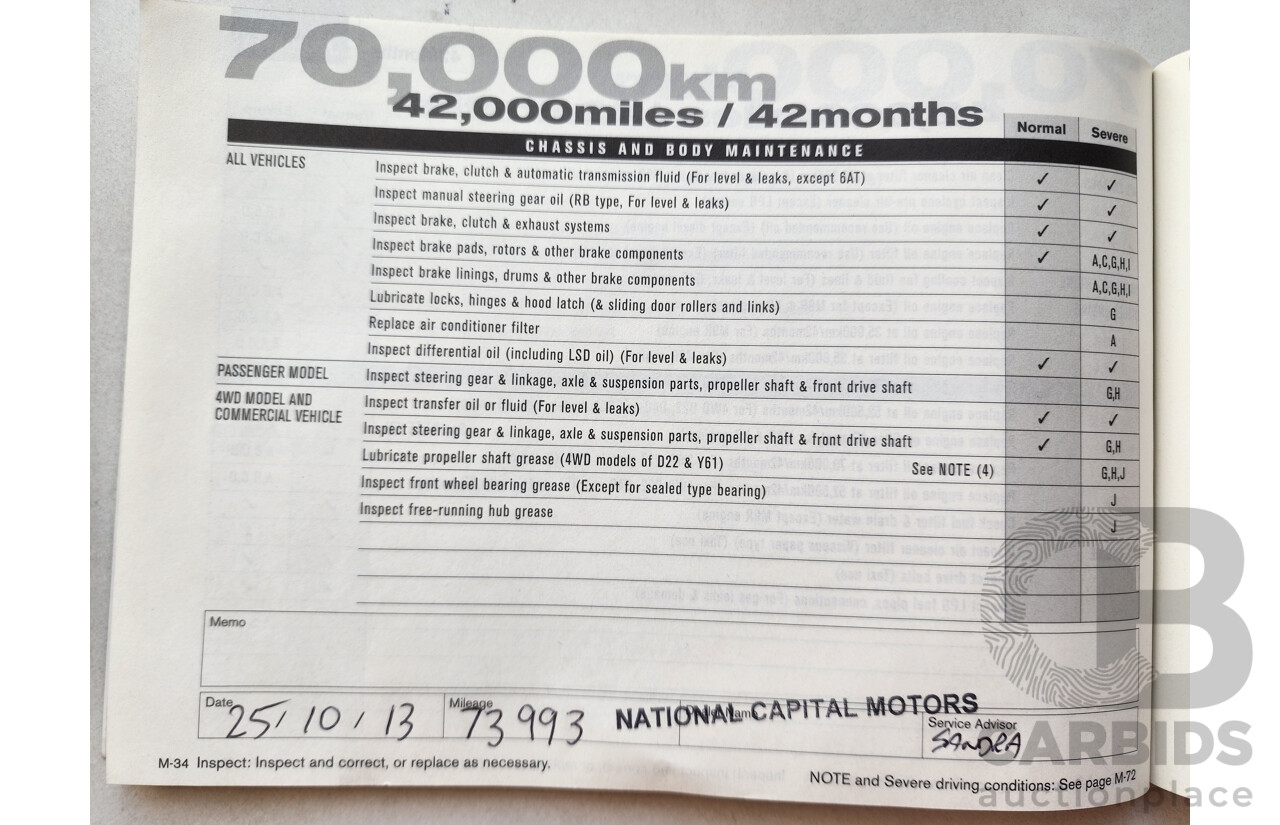 70,000km
42,000miles / 42months
Normal Severe
CHASSIS AND BODY MAINTENANCE
ALL VEHICLES Inspect brake, clutch & automatic transmission fluid (For level & leaks, except 6AT) ✓ ✓
Inspect manual steering gear oil (RB type, For level & leaks) ✓ ✓
Inspect brake, clutch & exhaust systems ✓ ✓
Inspect brake pads, rotors & other brake components ✓ A,C,G,H,I
Inspect brake linings, drums & other brake components A,C,G,H,I
Lubricate locks, hinges & hood latch (& sliding door rollers and links) G
Replace air conditioner filter A
Inspect differential oil (including LSD oil) (For level & leaks) ✓ ✓
PASSENGER MODEL Inspect steering gear & linkage, axle & suspension parts, propeller shaft & front drive shaft G,H
4WD MODEL AND COMMERCIAL VEHICLE Inspect transfer oil or fluid (For level & leaks) ✓ ✓
Inspect steering gear & linkage, axle & suspension parts, propeller shaft & front drive shaft ✓ G,H
Lubricate propeller shaft grease (4WD models of D22 & Y61) See NOTE (4) G,H,J
Inspect front wheel bearing grease (Except for sealed type bearing) J
Inspect free-running hub grease J
Memo
Date 25/10/13 Mileage 73993 NATIONAL CAPITAL MOTORS
Service Advisor
SANDRA
M-34 Inspect: Inspect and correct, or replace as necessary.
NOTE and Severe driving conditions: See page M-72
CB
CARBIDS
auctionplace